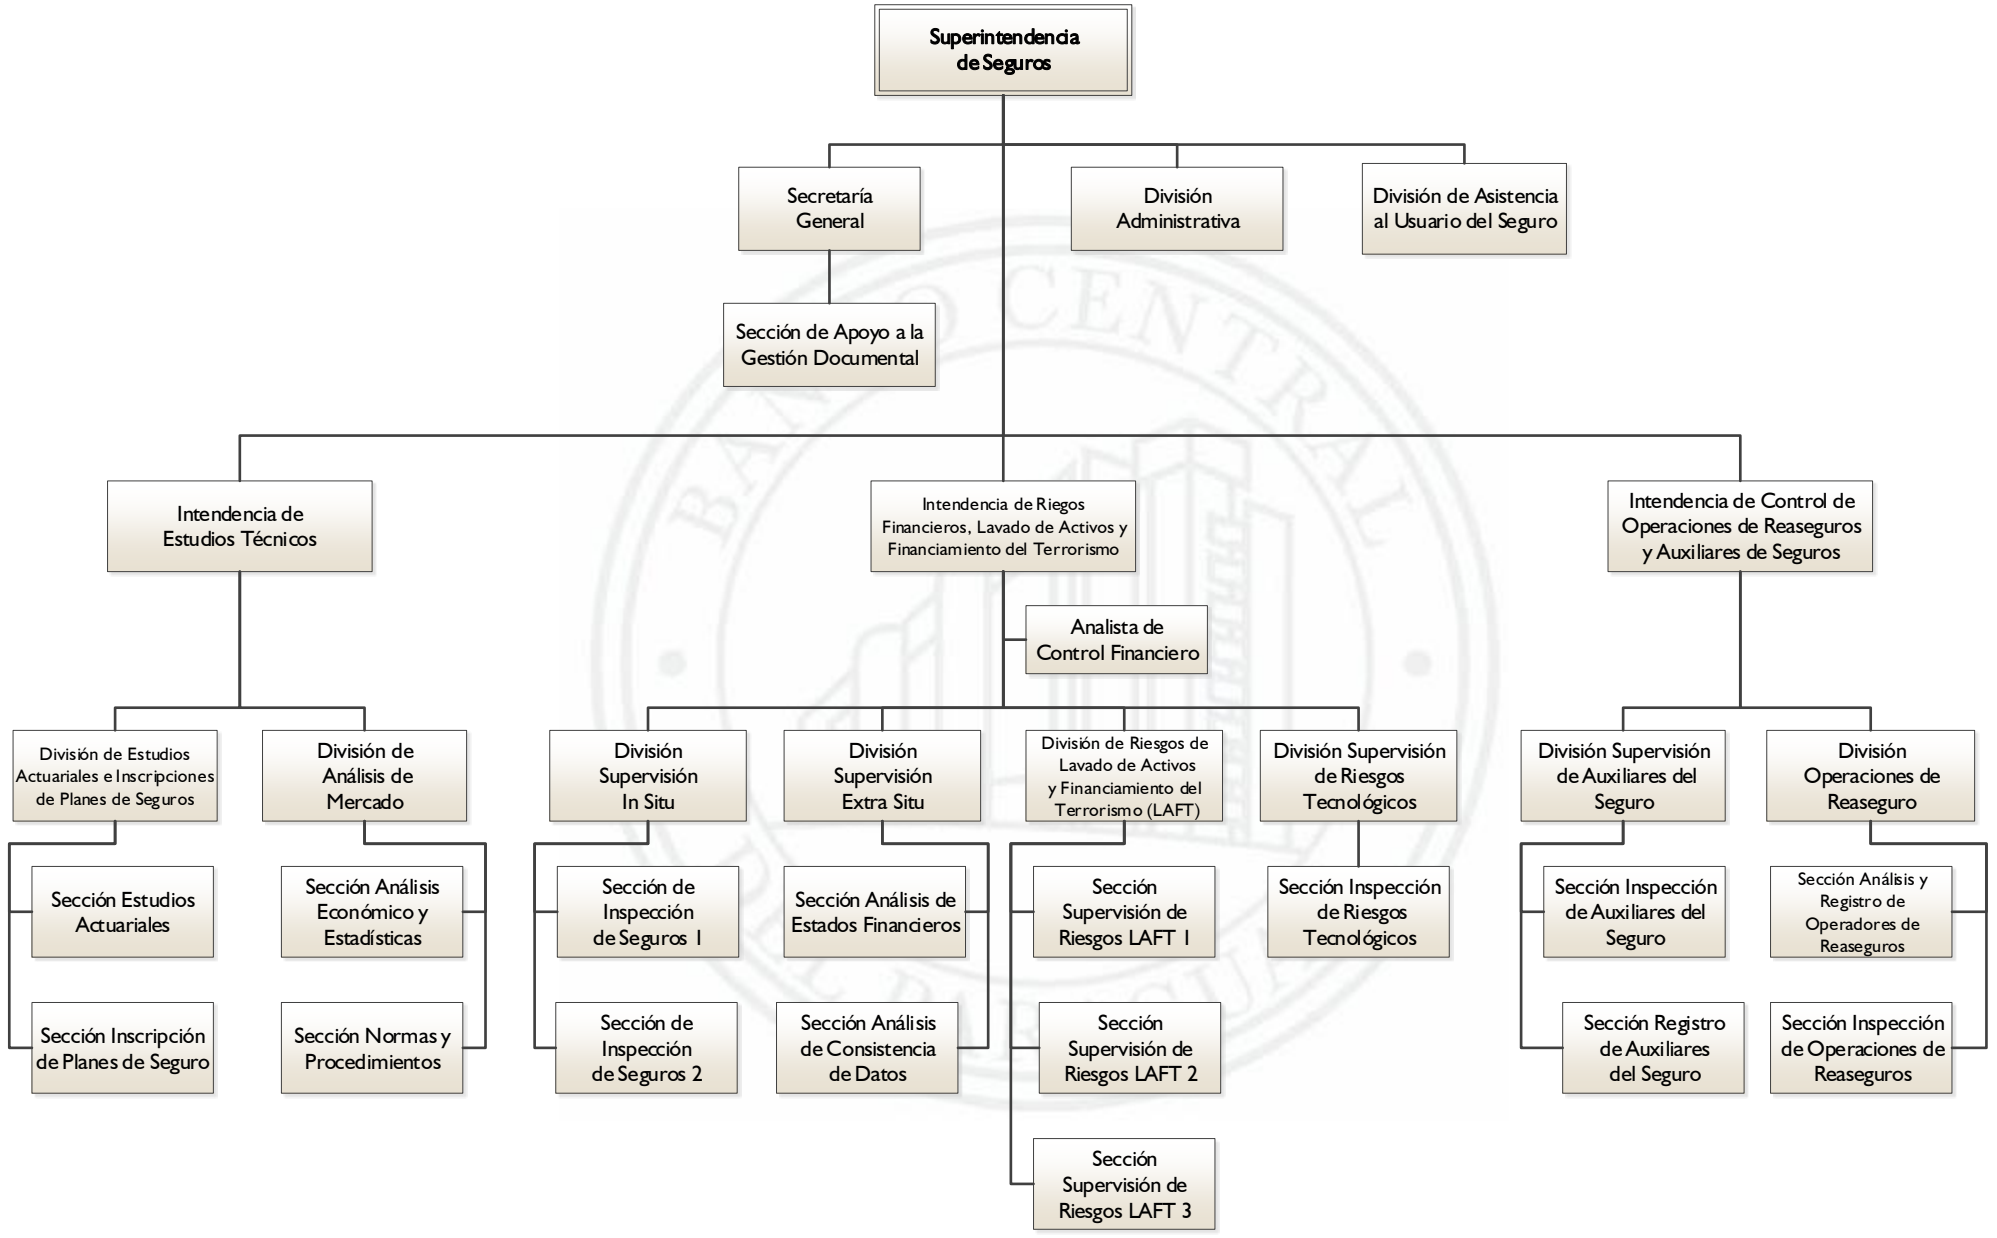 Superintendencia
de Seguros
Secretaría
General
División
Administrativa
División de Asistencia
al Usuario del Seguro
Sección de Apoyo a la
Gestión Documental
Intendencia de
Estudios Técnicos
Intendencia de Riegos
Financieros, Lavado de Activos y
Financiamiento del Terrorismo
Intendencia de Control de
Operaciones de Reaseguros
y Auxiliares de Seguros
Analista de
Control Financiero
División de Estudios
Actuariales e Inscripciones
de Planes de Seguros
División de
Análisis de
Mercado
División
Supervisión
In Situ
División
Supervisión
Extra Situ
División de Riesgos de
Lavado de Activos
y Financiamiento del
Terrorismo (LAFT)
División Supervisión
de Riesgos
Tecnológicos
División Supervisión
de Auxiliares del
Seguro
División
Operaciones de
Reaseguro
Sección Estudios
Actuariales
Sección Análisis
Económico y
Estadísticas
Sección de
Inspección
de Seguros 1
Sección Análisis de
Estados Financieros
Sección
Supervisión de
Riesgos LAFT 1
Sección Inspección
de Riesgos
Tecnológicos
Sección Inspección
de Auxiliares del
Seguro
Sección Análisis y
Registro de
Operadores de
Reaseguros
Sección Inscripción
de Planes de Seguro
Sección Normas y
Procedimientos
Sección de
Inspección
de Seguros 2
Sección Análisis
de Consistencia
de Datos
Sección
Supervisión de
Riesgos LAFT 2
Sección Registro
de Auxiliares
del Seguro
Sección Inspección
de Operaciones de
Reaseguros
Sección
Supervisión de
Riesgos LAFT 3
BANCO CENTRAL
DEL PARAGUAY